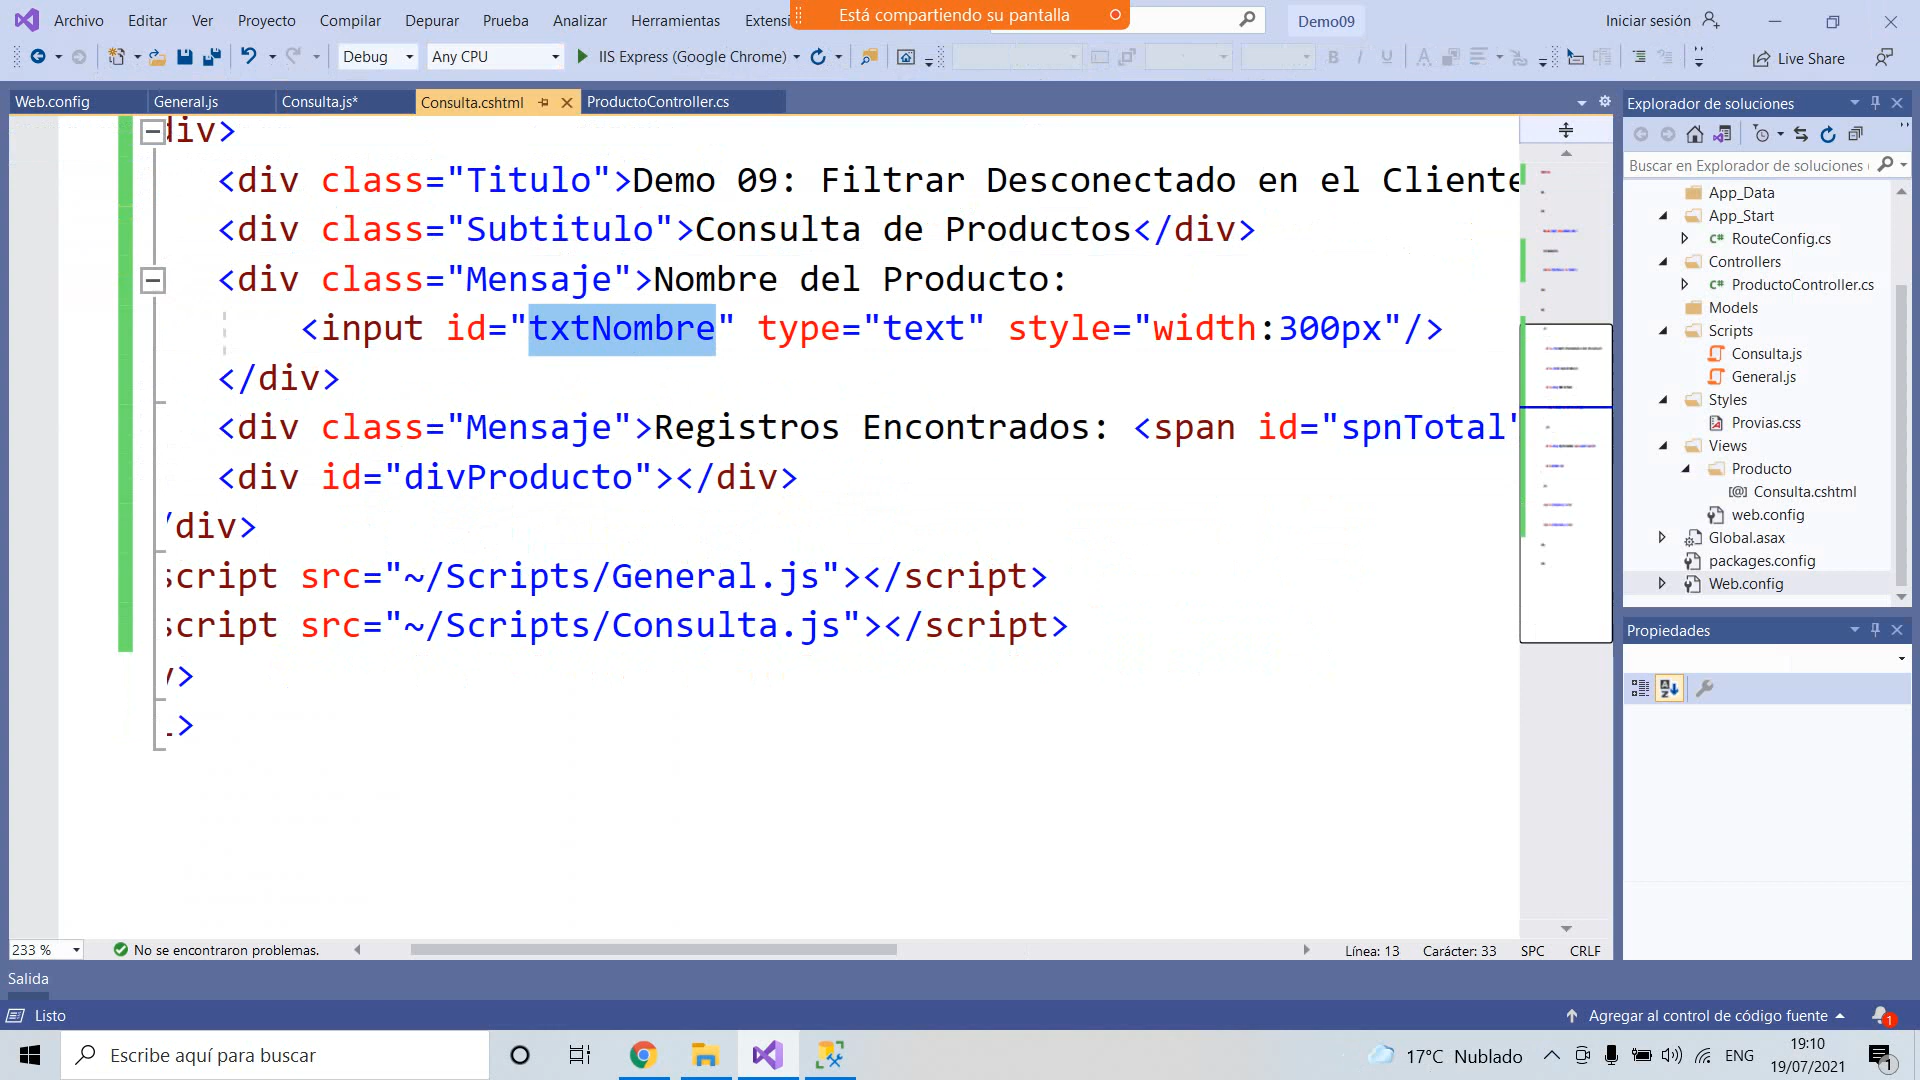 Archivo Editar Ver Proyecto Compilar Depurar Prueba Analizar Herramientas Extensi
Está compartiendo su pantalla
Demo09
Iniciar sesión
Debug Any CPU IIS Express (Google Chrome) Live Share
Web.config General.js Consulta.js* Consulta.cshtml ProductoController.cs
div>
<div class="Titulo">Demo 09: Filtrar Desconectado en el Cliente
<div class="Subtitulo">Consulta de Productos</div>
<div class="Mensaje">Nombre del Producto:
<input id="txtNombre" type="text" style="width:300px"/>
</div>
<div class="Mensaje">Registros Encontrados: <span id="spnTotal"
<div id="divProducto"></div>
/div>
script src="~/Scripts/General.js"></script>
script src="~/Scripts/Consulta.js"></script>
>
>
Explorador de soluciones
Buscar en Explorador de soluciones
App_Data
App_Start
C# RouteConfig.cs
Controllers
C# ProductoController.cs
Models
Scripts
Consulta.js
General.js
Styles
Provias.css
Views
Producto
[@] Consulta.cshtml
web.config
Global.asax
packages.config
Web.config
Propiedades
233 % No se encontraron problemas. Línea: 13 Carácter: 33 SPC CRLF
Salida
Listo
Agregar al control de código fuente
1
Escribe aquí para buscar
17°C Nublado
ENG
19:10
19/07/2021
1